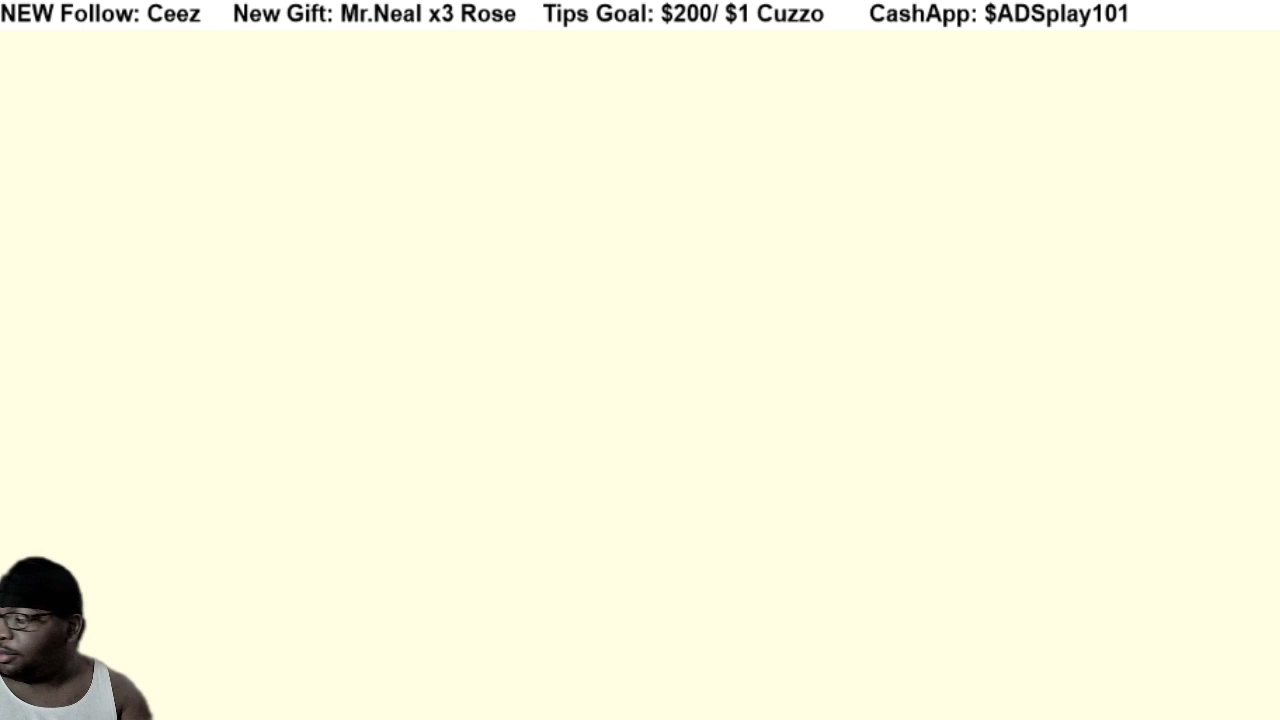 NEW Follow: Ceez New Gift: Mr.Neal x3 Rose Tips Goal: $200/ $1 Cuzzo CashApp: $ADSplay101